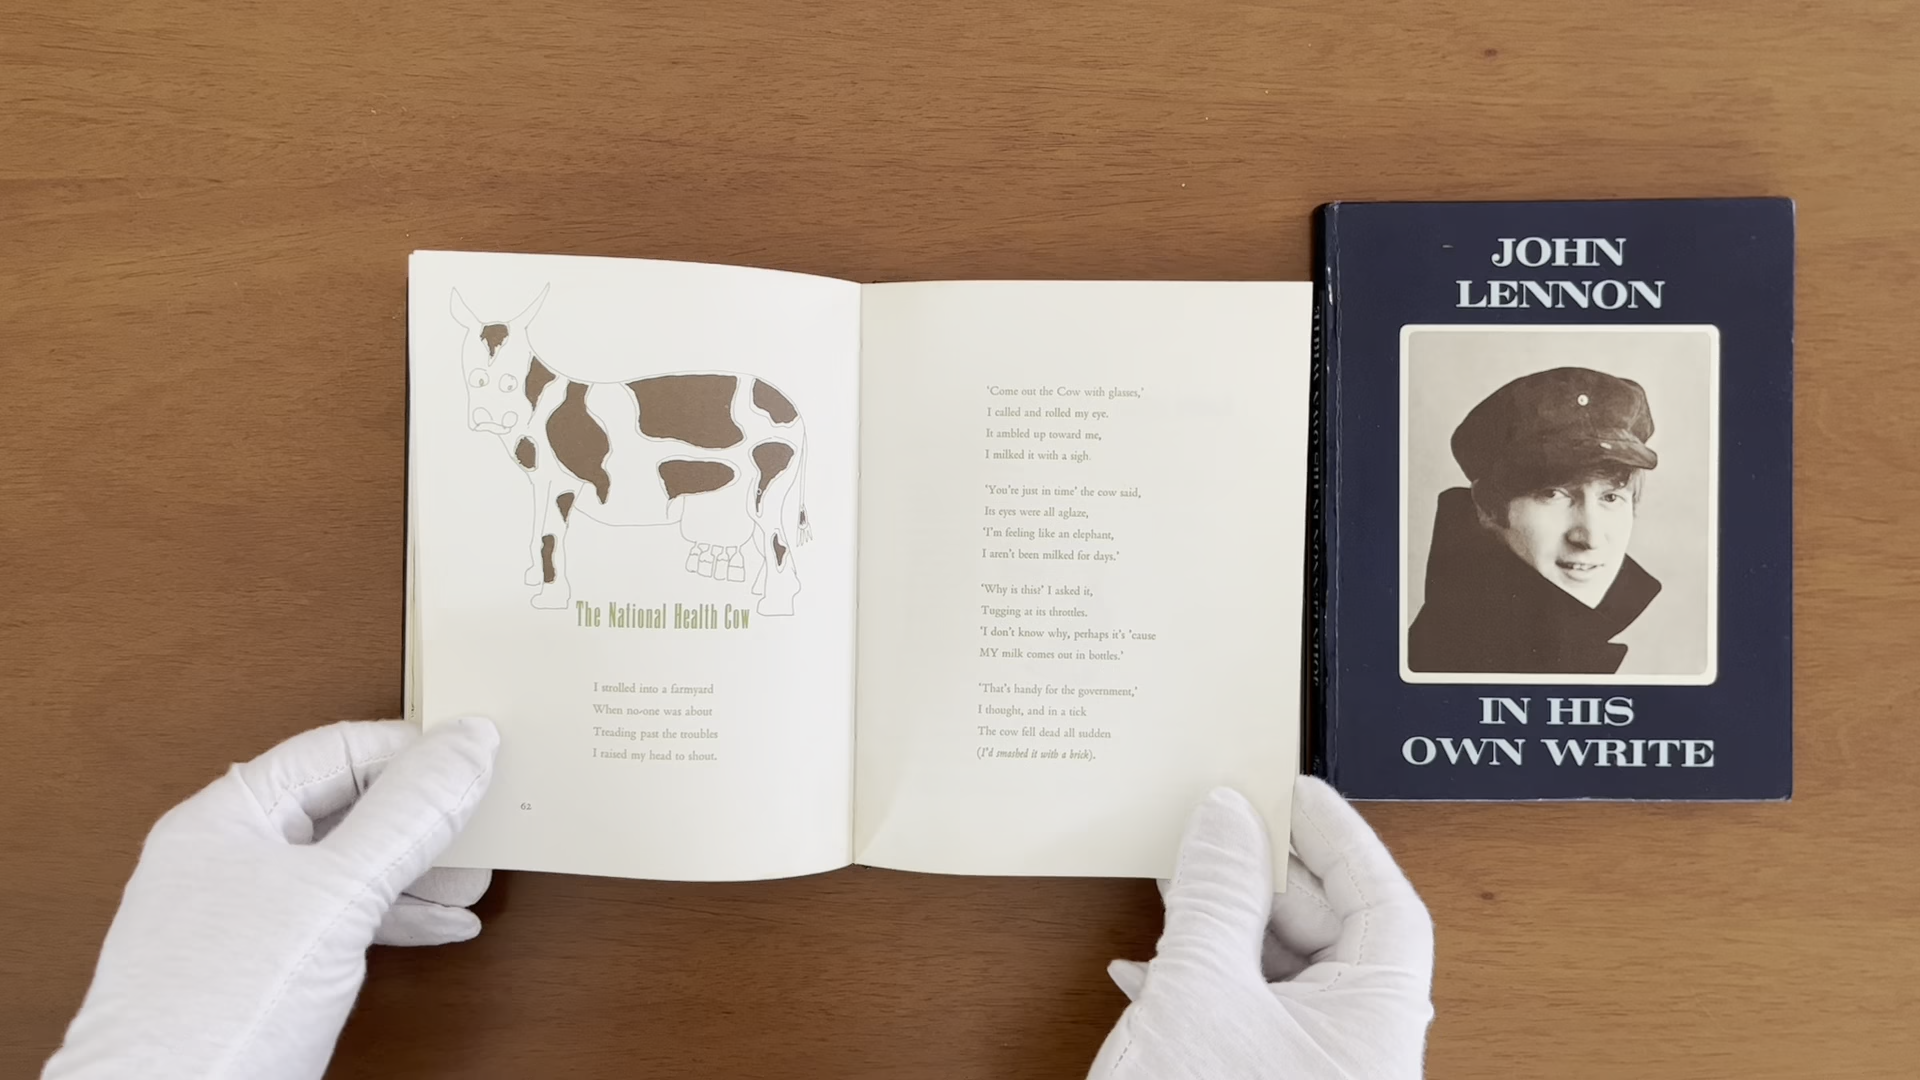 The National Health Cow
I strolled into a farmyard
When no-one was about
Treading past the troubles
I raised my head to shout.
62
'Come out the Cow with glasses,'
I called and rolled my eye.
It ambled up toward me,
I milked it with a sigh.
'You're just in time' the cow said,
Its eyes were all aglaze,
'I'm feeling like an elephant,
I aren't been milked for days.'
'Why is this?' I asked it,
Tugging at its throttles.
'I don't know why, perhaps it's 'cause
MY milk comes out in bottles.'
'That's handy for the government,'
I thought, and in a tick
The cow fell dead all sudden
(I'd smashed it with a brick).
JOHN
LENNON
IN HIS
OWN WRITE